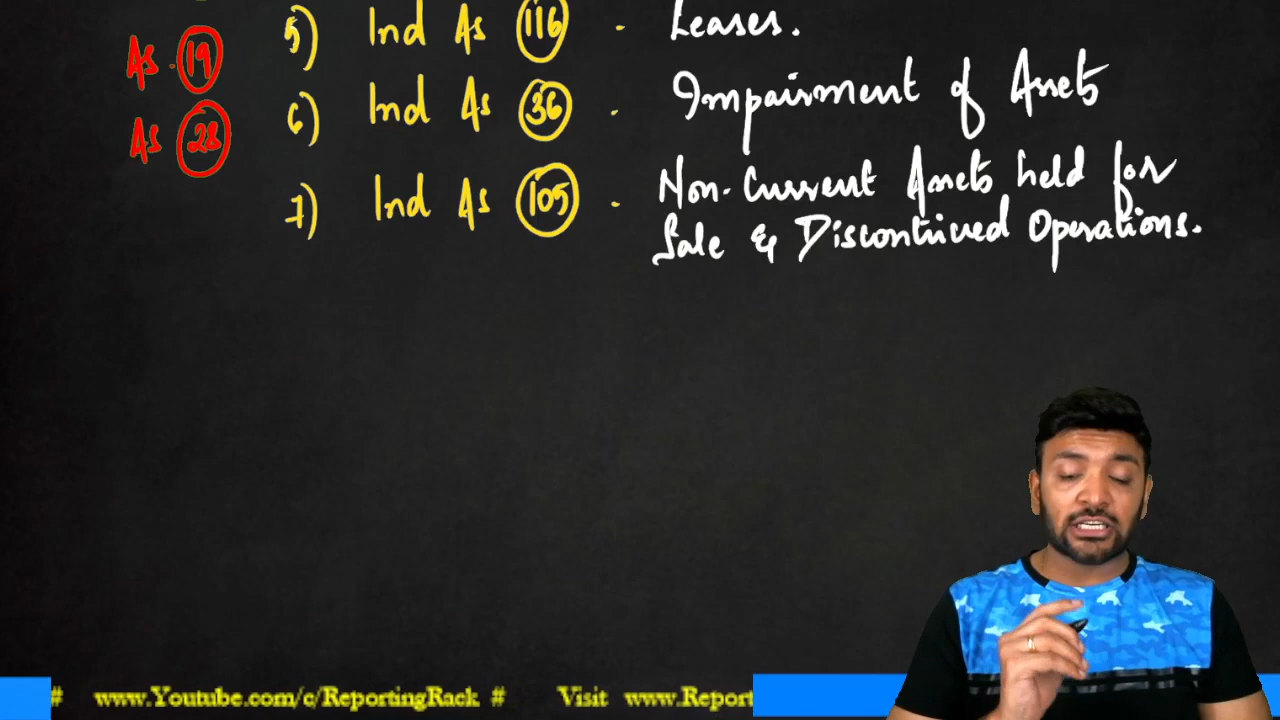 5) Ind As 116 - Leases.
As - 19
6) Ind As 36 - Impairment of Assets
As 28
7) Ind As 105 - Non-Current Assets held for
Sale & Discontinued Operations.
# www.Youtube.com/c/ReportingRack # Visit www.Report